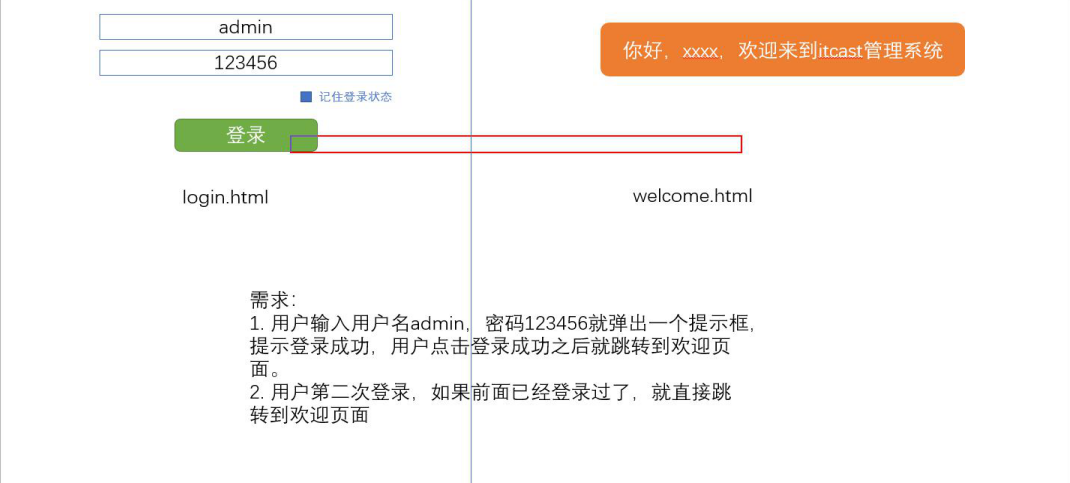 admin
123456
记住登录状态
登录
login.html
你好，xxxx，欢迎来到itcast管理系统
welcome.html
需求：
1. 用户输入用户名admin，密码123456就弹出一个提示框，
提示登录成功，用户点击登录成功之后就跳转到欢迎页
面。
2. 用户第二次登录，如果前面已经登录过了，就直接跳
转到欢迎页面